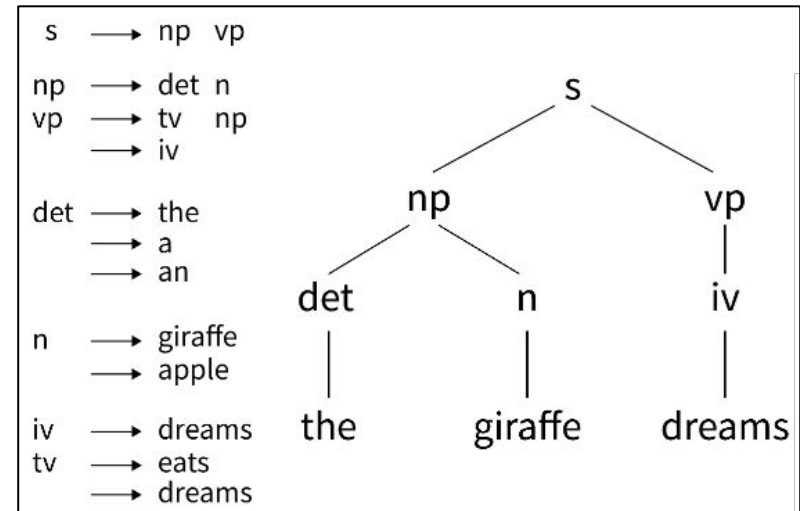 s → np vp
np → det n
vp → tv np
→ iv
det → the
→ a
→ an
n → giraffe
→ apple
iv → dreams
tv → eats
→ dreams
s
np vp
det n iv
the giraffe dreams